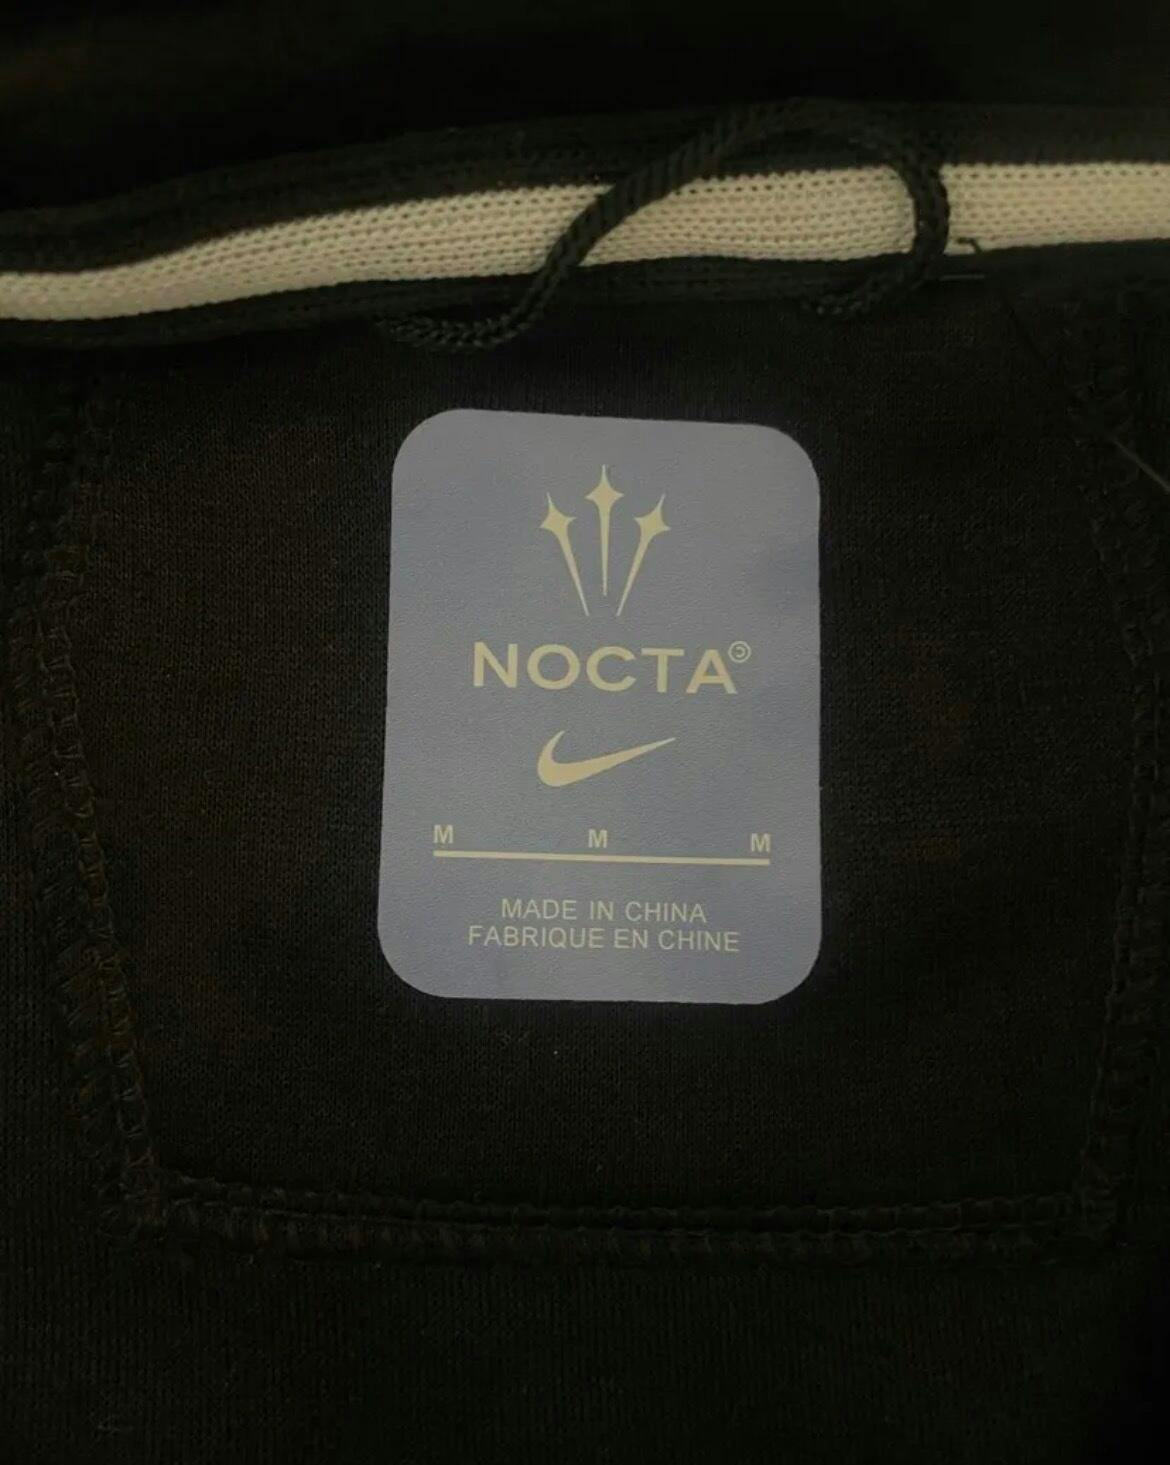 NOCTA©
M M M
MADE IN CHINA
FABRIQUE EN CHINE